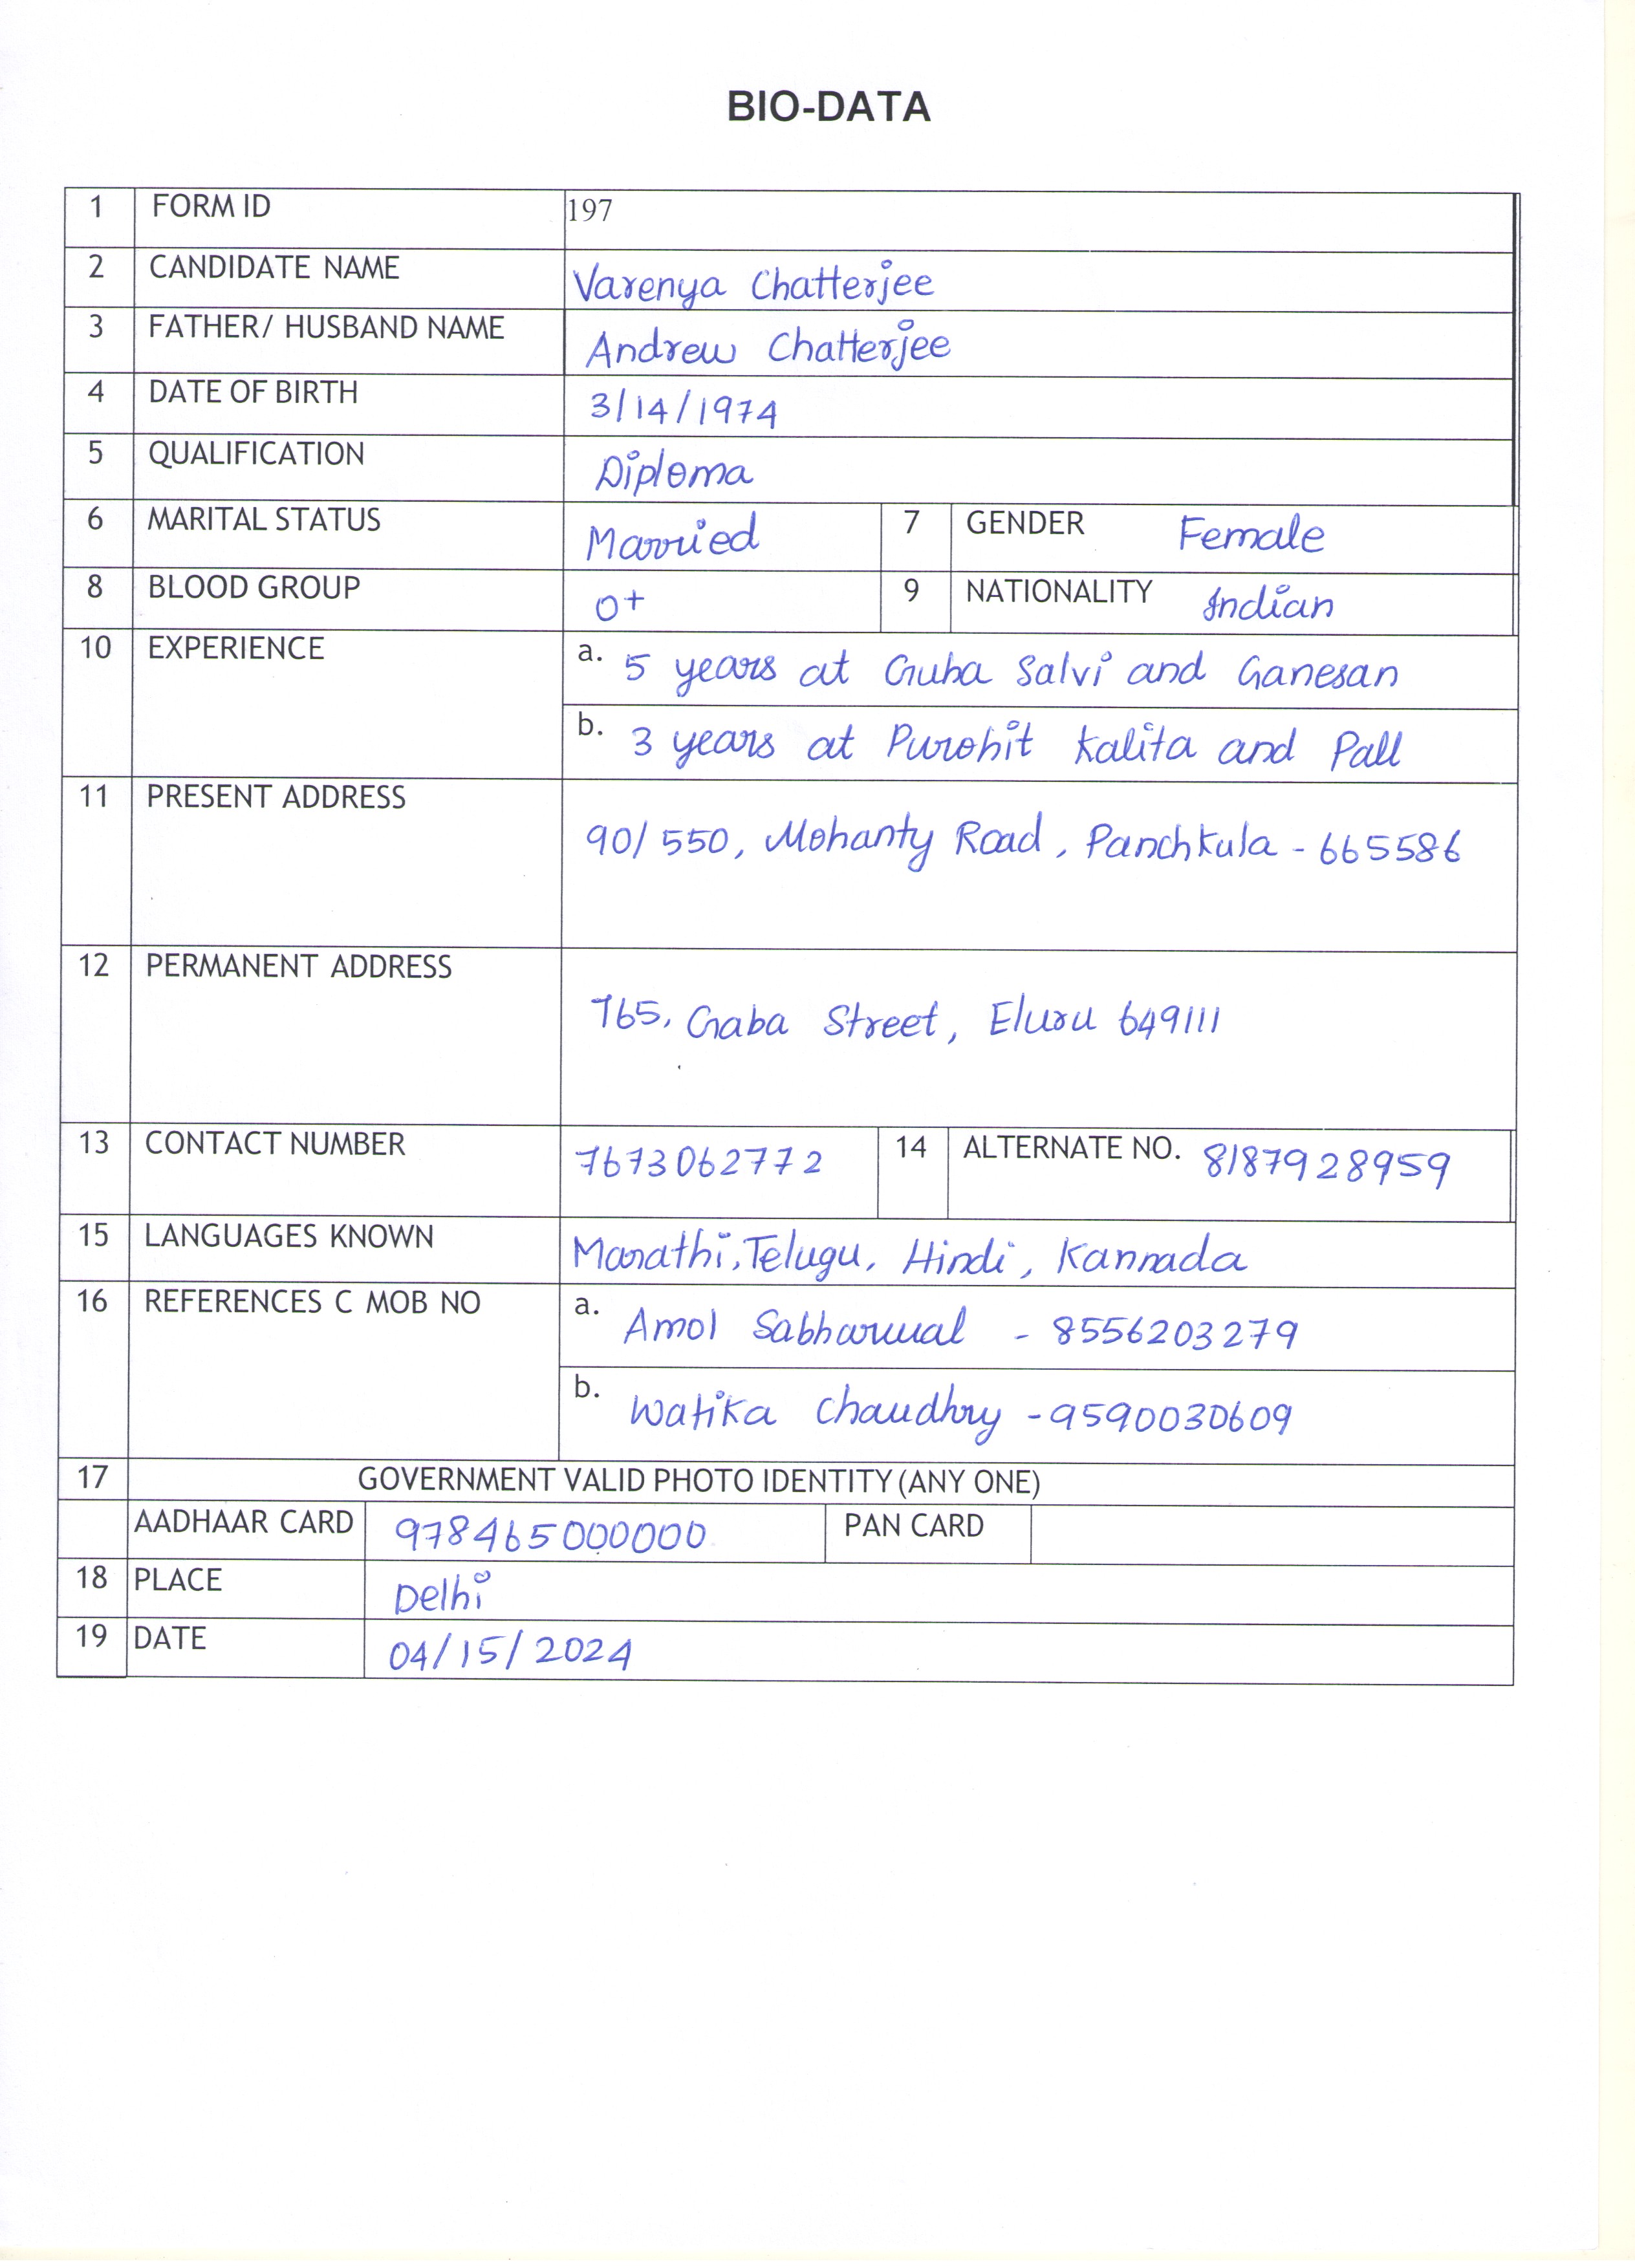 BIO-DATA
1 FORM ID 197
2 CANDIDATE NAME Varenya Chatterjee
3 FATHER/ HUSBAND NAME Andrew Chatterjee
4 DATE OF BIRTH 3/14/1974
5 QUALIFICATION Diploma
6 MARITAL STATUS Married 7 GENDER Female
8 BLOOD GROUP O+ 9 NATIONALITY Indian
10 EXPERIENCE a. 5 years at Guha Salvi and Ganesan
b. 3 years at Purohit Kalita and Pall
11 PRESENT ADDRESS 90/550, Mohanty Road, Panchkula - 665586
12 PERMANENT ADDRESS 765, Gaba Street, Eluru 649111
13 CONTACT NUMBER 7673062772 14 ALTERNATE NO. 8187928959
15 LANGUAGES KNOWN Marathi, Telugu, Hindi, Kannada
16 REFERENCES C MOB NO a. Amol Sabharwal - 8556203279
b. Watika Chaudhry - 9590030609
17 GOVERNMENT VALID PHOTO IDENTITY (ANY ONE)
AADHAAR CARD 978465000000 PAN CARD
18 PLACE Delhi
19 DATE 04/15/2024